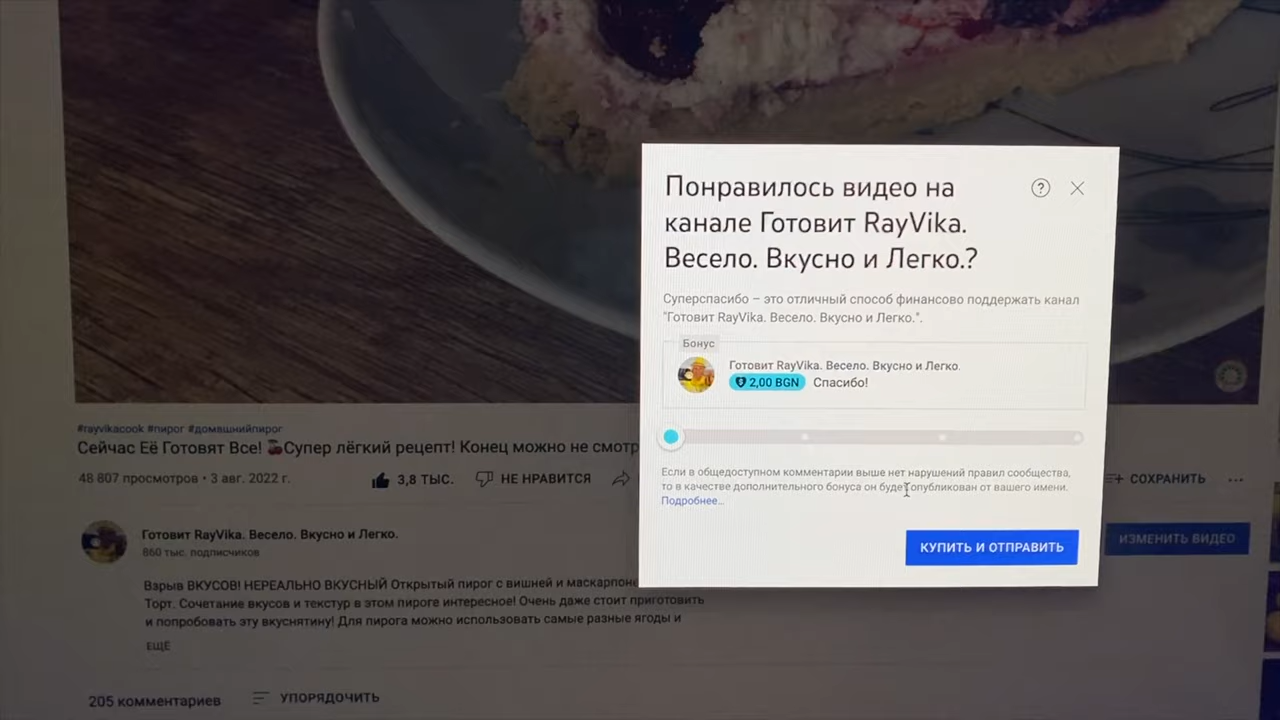 Понравилось видео на
канале Готовит RayVika.
Весело. Вкусно и Легко.?
Суперспасибо – это отличный способ финансово поддержать канал
"Готовит RayVika. Весело. Вкусно и Легко.".
Бонус
Готовит RayVika. Весело. Вкусно и Легко.
2,00 BGN Спасибо!
Если в общедоступном комментарии выше нет нарушений правил сообщества,
то в качестве дополнительного бонуса он будет опубликован от вашего имени.
Подробнее...
КУПИТЬ И ОТПРАВИТЬ
#rayvikacook #пирог #домашнийпирог
Сейчас Её Готовят Все! 🍒Супер лёгкий рецепт! Конец можно не смотр
48 807 просмотров • 3 авг. 2022 г.
3,8 ТЫС.
НЕ НРАВИТСЯ
СОХРАНИТЬ
Готовит RayVika. Весело. Вкусно и Легко.
860 тыс. подписчиков
ИЗМЕНИТЬ ВИДЕО
Взрыв ВКУСОВ! НЕРЕАЛЬНО ВКУСНЫЙ Открытый пирог с вишней и маскарпоне
Торт. Сочетание вкусов и текстур в этом пироге интересное! Очень даже стоит приготовить
и попробовать эту вкуснятину! Для пирога можно использовать самые разные ягоды и
ЕЩЁ
205 комментариев
УПОРЯДОЧИТЬ